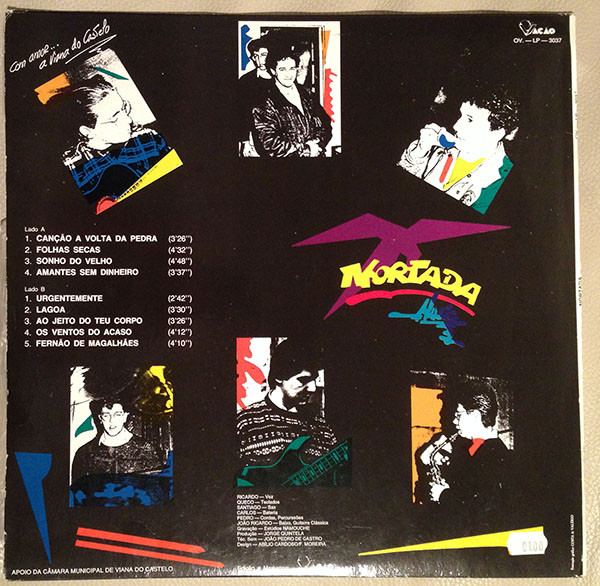 Com amor...
a Viana do Castelo
VAÇÃO
OV. — LP — 3037
Lado A
1. CANÇÃO A VOLTA DA PEDRA (3'26")
2. FOLHAS SECAS (4'32")
3. SONHO DO VELHO (4'48")
4. AMANTES SEM DINHEIRO (3'37")
Lado B
1. URGENTEMENTE (2'42")
2. LAGOA (3'30")
3. AO JEITO DO TEU CORPO (3'26")
4. OS VENTOS DO ACASO (4'12")
5. FERNÃO DE MAGALHÃES (4'10")
NORTADA
RICARDO — Voz
QUECO — Teclados
SANTIAGO — Sax
CARLOS — Bateria
PEDRO — Cordas, Percussões
JOÃO RICARDO — Baixo, Guitarra Clássica
Gravação — Estúdios NAMOUCHE
Produção — JORGE QUINTELA
Téc. Som — JOÃO PEDRO DE CASTRO
Design — ABÍLIO CARDOSO/F. MOREIRA
APOIO DA CÂMARA MUNICIPAL DE VIANA DO CASTELO
0100
NORTADA